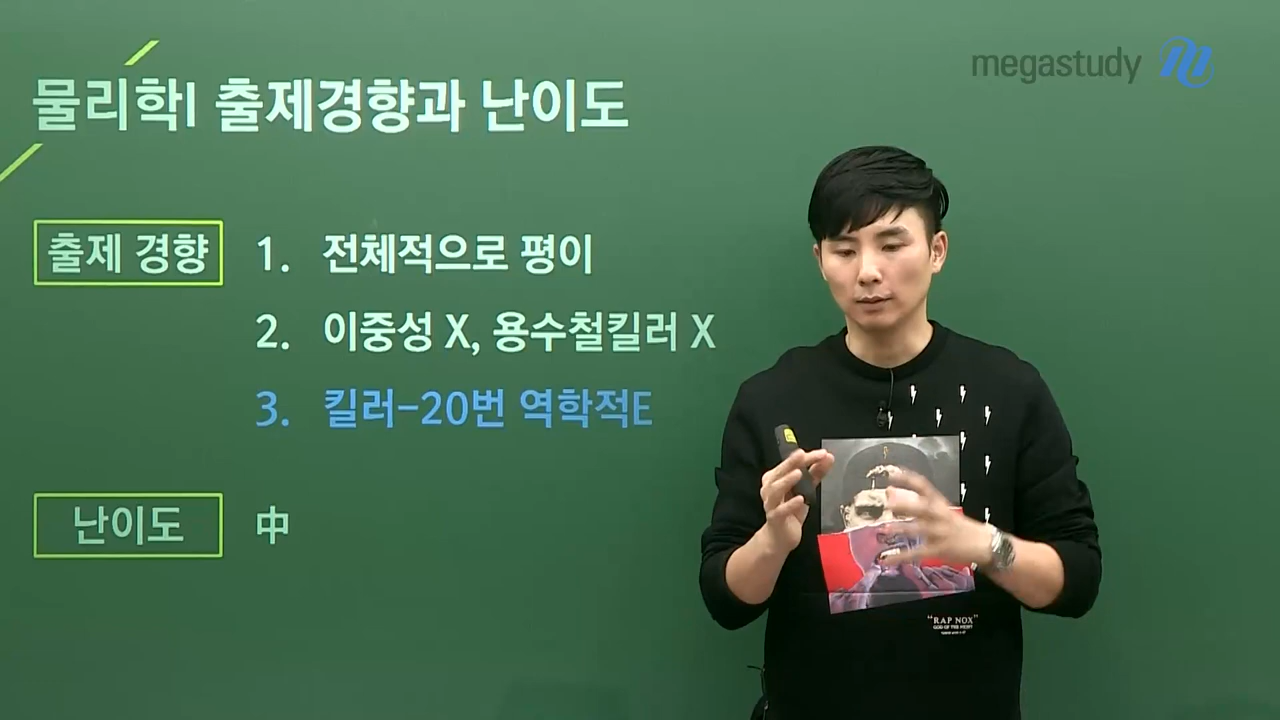 megastudy
물리학I 출제경향과 난이도
출제 경향
1. 전체적으로 평이
2. 이중성 X, 용수철킬러 X
3. 킬러-20번 역학적E
난이도
中
"RAP NOX"